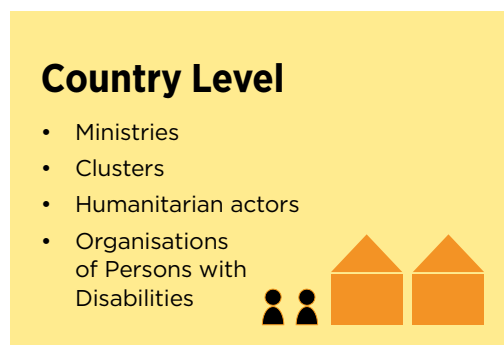 Country Level
• Ministries
• Clusters
• Humanitarian actors
• Organisations
of Persons with
Disabilities